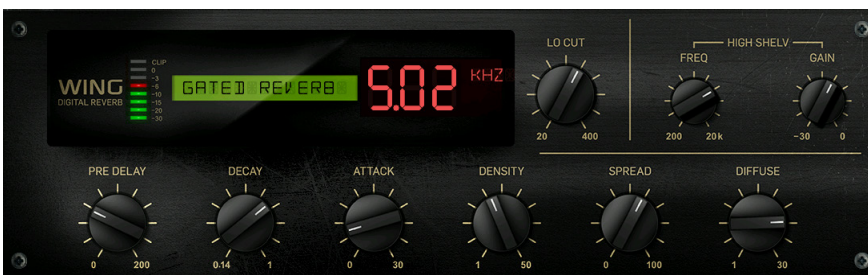 LO CUT
HIGH SHELV
FREQ
GAIN
CLIP
0
-3
-6
-10
-15
-20
-30
WING
DIGITAL REVERB
GATED REVERB
5.02 KHZ
20 400
200 20k
-30 0
PRE DELAY DECAY ATTACK DENSITY SPREAD DIFFUSE
0 200 0.14 1 0 30 1 50 0 100 1 30